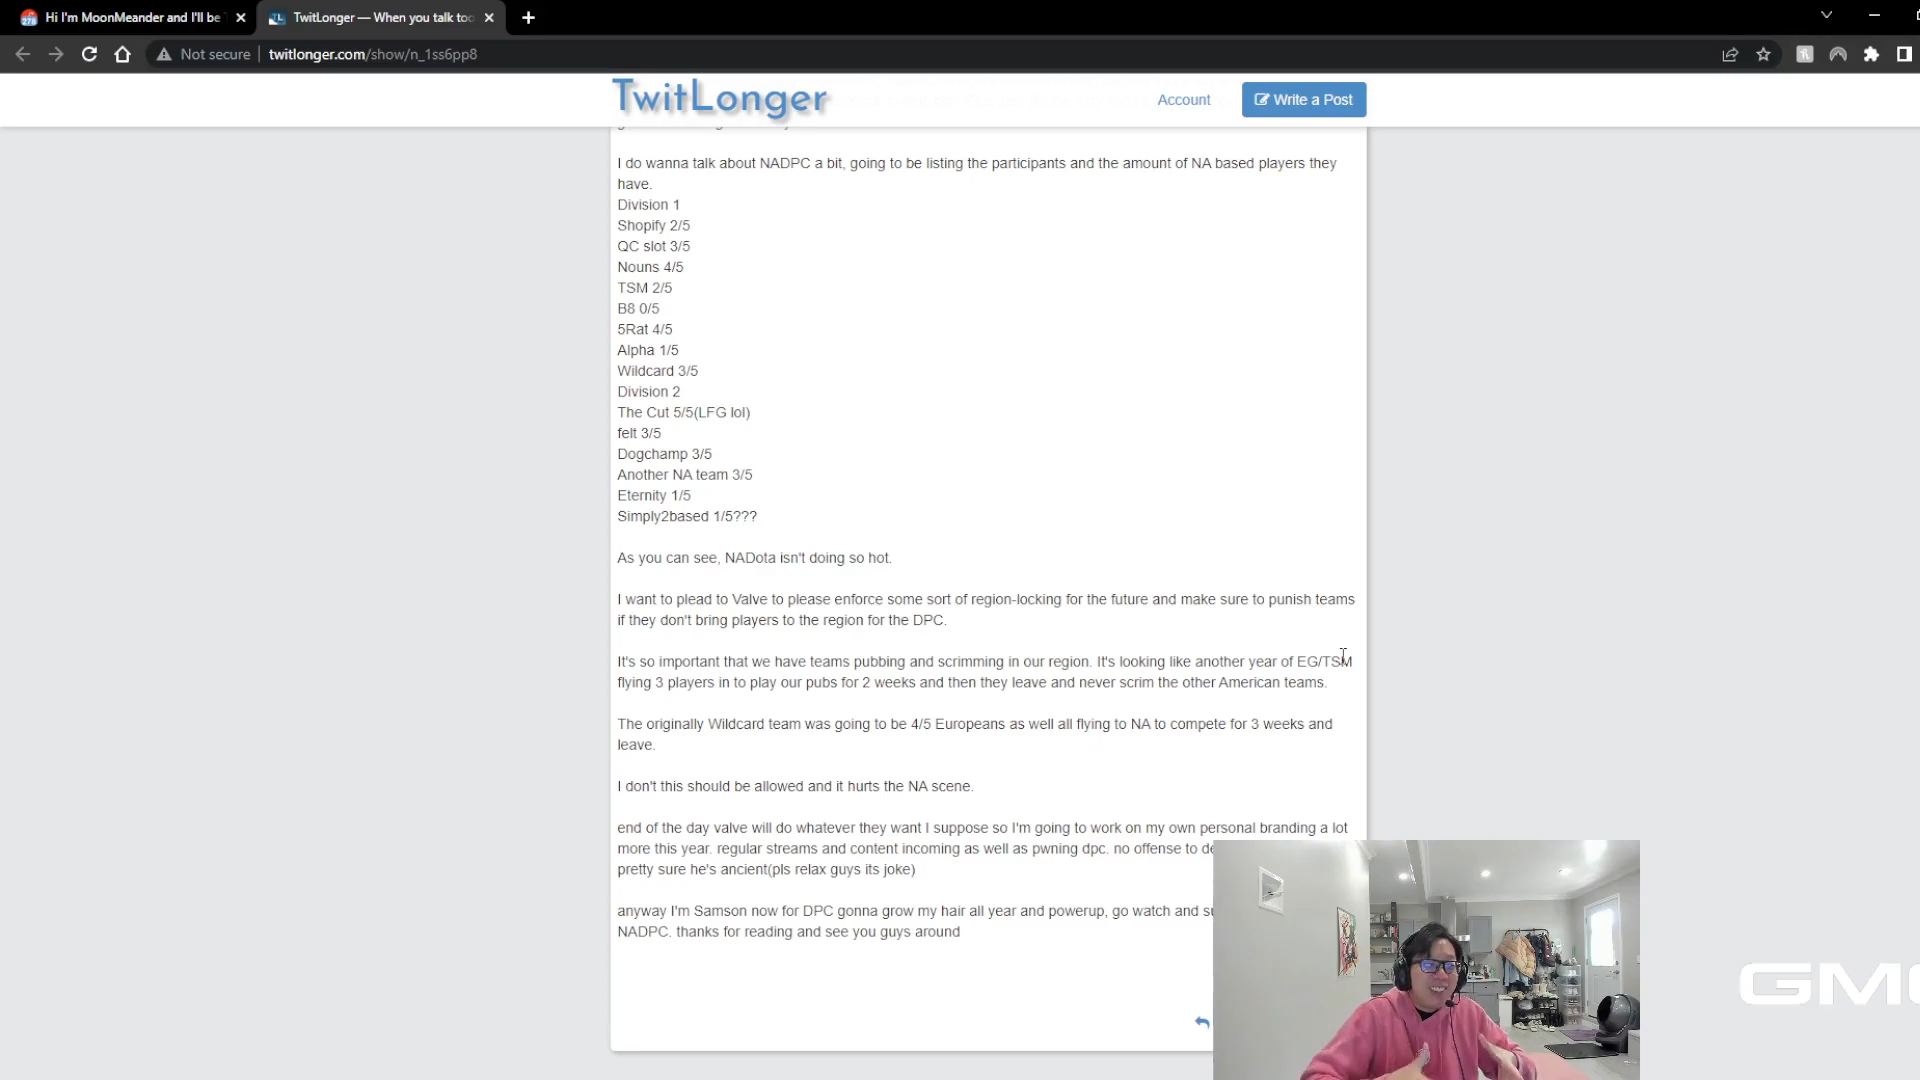 Hi I'm MoonMeander and I'll be
TwitLonger — When you talk too
Not secure
twitlonger.com/show/n_1ss6pp8
TwitLonger
Account
Write a Post
I do wanna talk about NADPC a bit, going to be listing the participants and the amount of NA based players they
have.
Division 1
Shopify 2/5
QC slot 3/5
Nouns 4/5
TSM 2/5
B8 0/5
5Rat 4/5
Alpha 1/5
Wildcard 3/5
Division 2
The Cut 5/5(LFG lol)
felt 3/5
Dogchamp 3/5
Another NA team 3/5
Eternity 1/5
Simply2based 1/5???
As you can see, NADota isn't doing so hot.
I want to plead to Valve to please enforce some sort of region-locking for the future and make sure to punish teams
if they don't bring players to the region for the DPC.
It's so important that we have teams pubbing and scrimming in our region. It's looking like another year of EG/TSM
flying 3 players in to play our pubs for 2 weeks and then they leave and never scrim the other American teams.
The originally Wildcard team was going to be 4/5 Europeans as well all flying to NA to compete for 3 weeks and
leave.
I don't this should be allowed and it hurts the NA scene.
end of the day valve will do whatever they want I suppose so I'm going to work on my own personal branding a lot
more this year. regular streams and content incoming as well as pwning dpc. no offense to
pretty sure he's ancient(pls relax guys its joke)
anyway I'm Samson now for DPC gonna grow my hair all year and powerup, go watch and
NADPC. thanks for reading and see you guys around